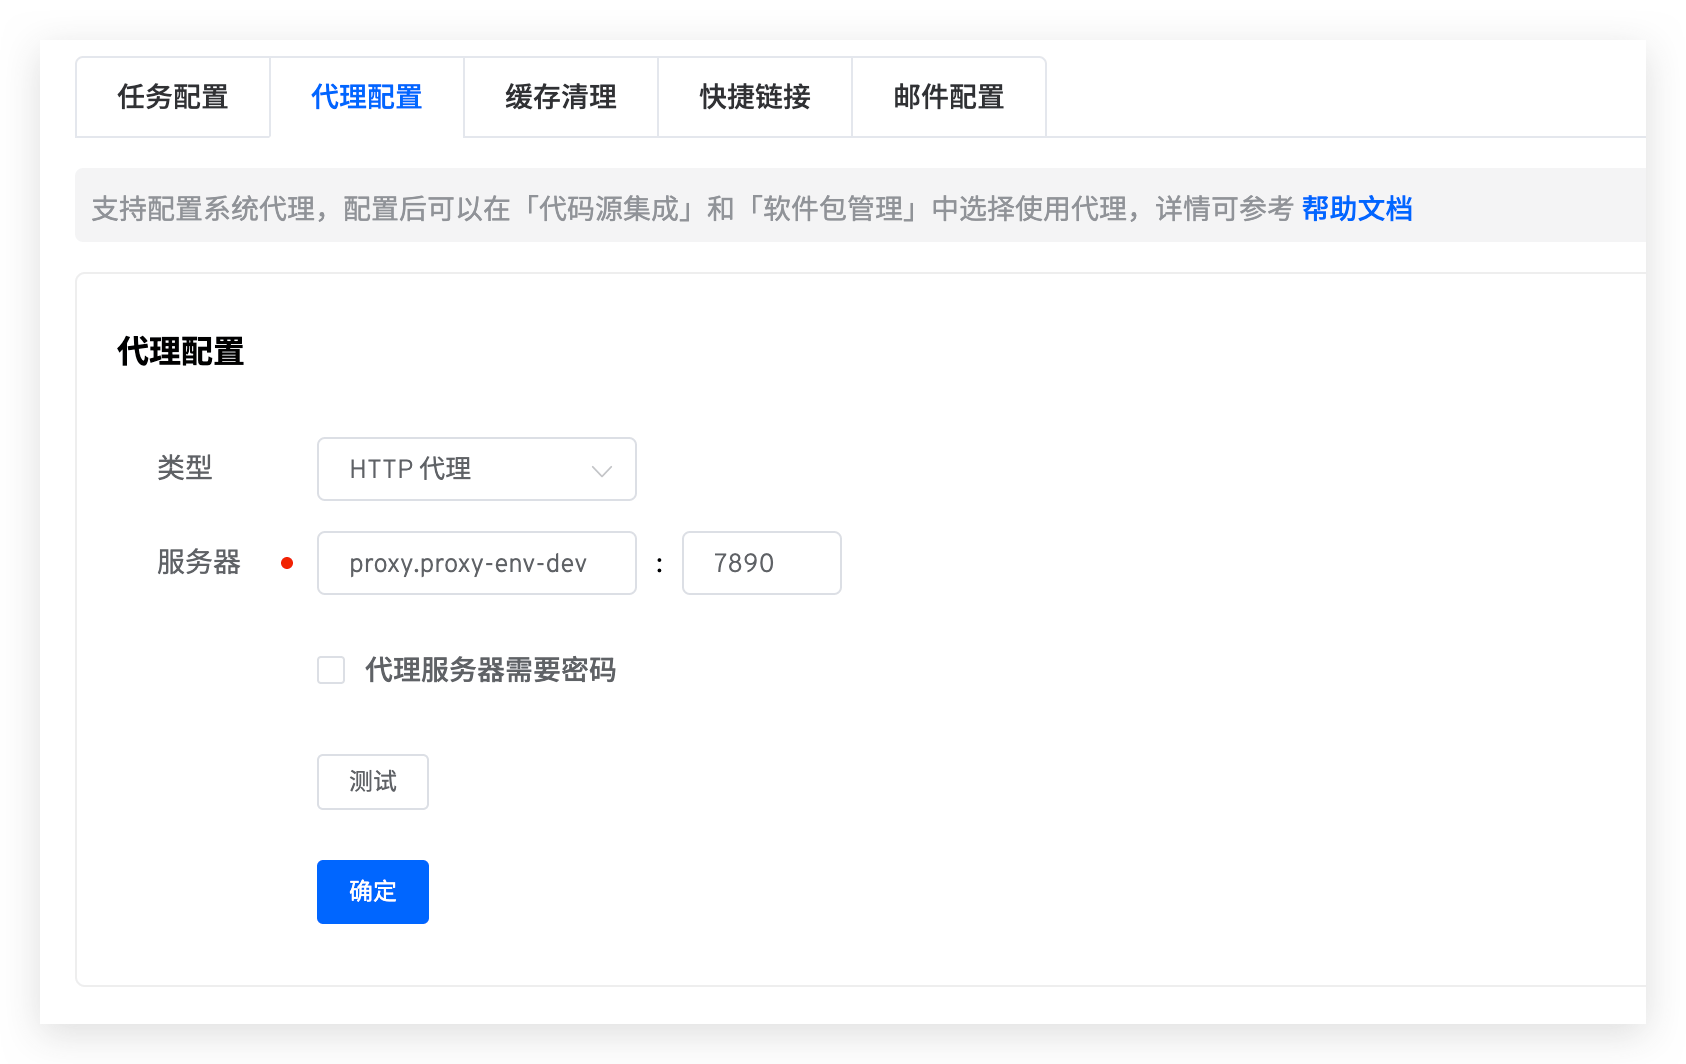 任务配置 代理配置 缓存清理 快捷链接 邮件配置
支持配置系统代理，配置后可以在「代码源集成」和「软件包管理」中选择使用代理，详情可参考 帮助文档
代理配置
类型 HTTP 代理
服务器 proxy.proxy-env-dev : 7890
代理服务器需要密码
测试
确定